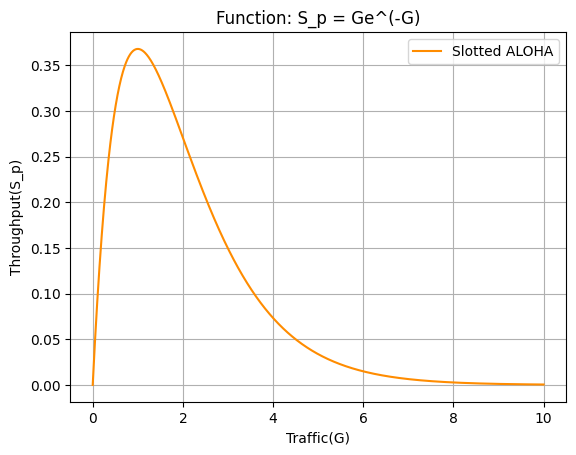 Function: S_p = Ge^(-G)
Slotted ALOHA
Throughput(S_p)
0.35
0.30
0.25
0.20
0.15
0.10
0.05
0.00
0 2 4 6 8 10
Traffic(G)